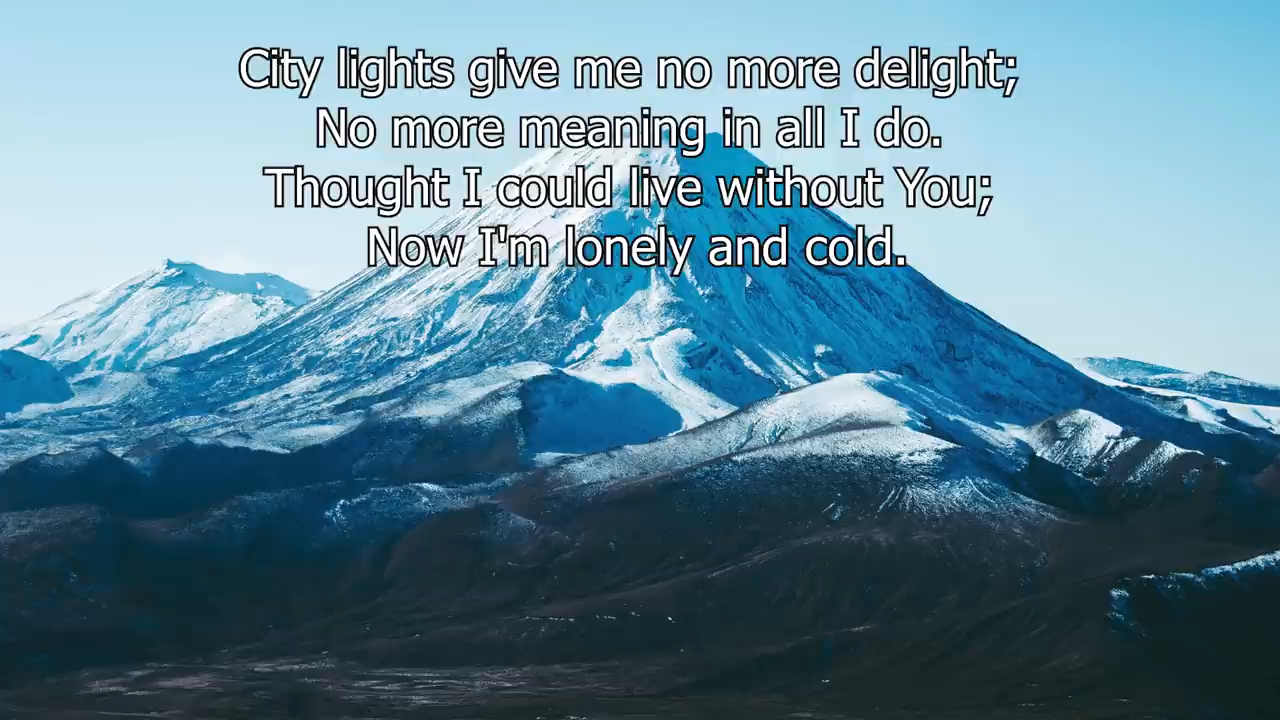 City lights give me no more delight;
No more meaning in all I do.
Thought I could live without You;
Now I'm lonely and cold.